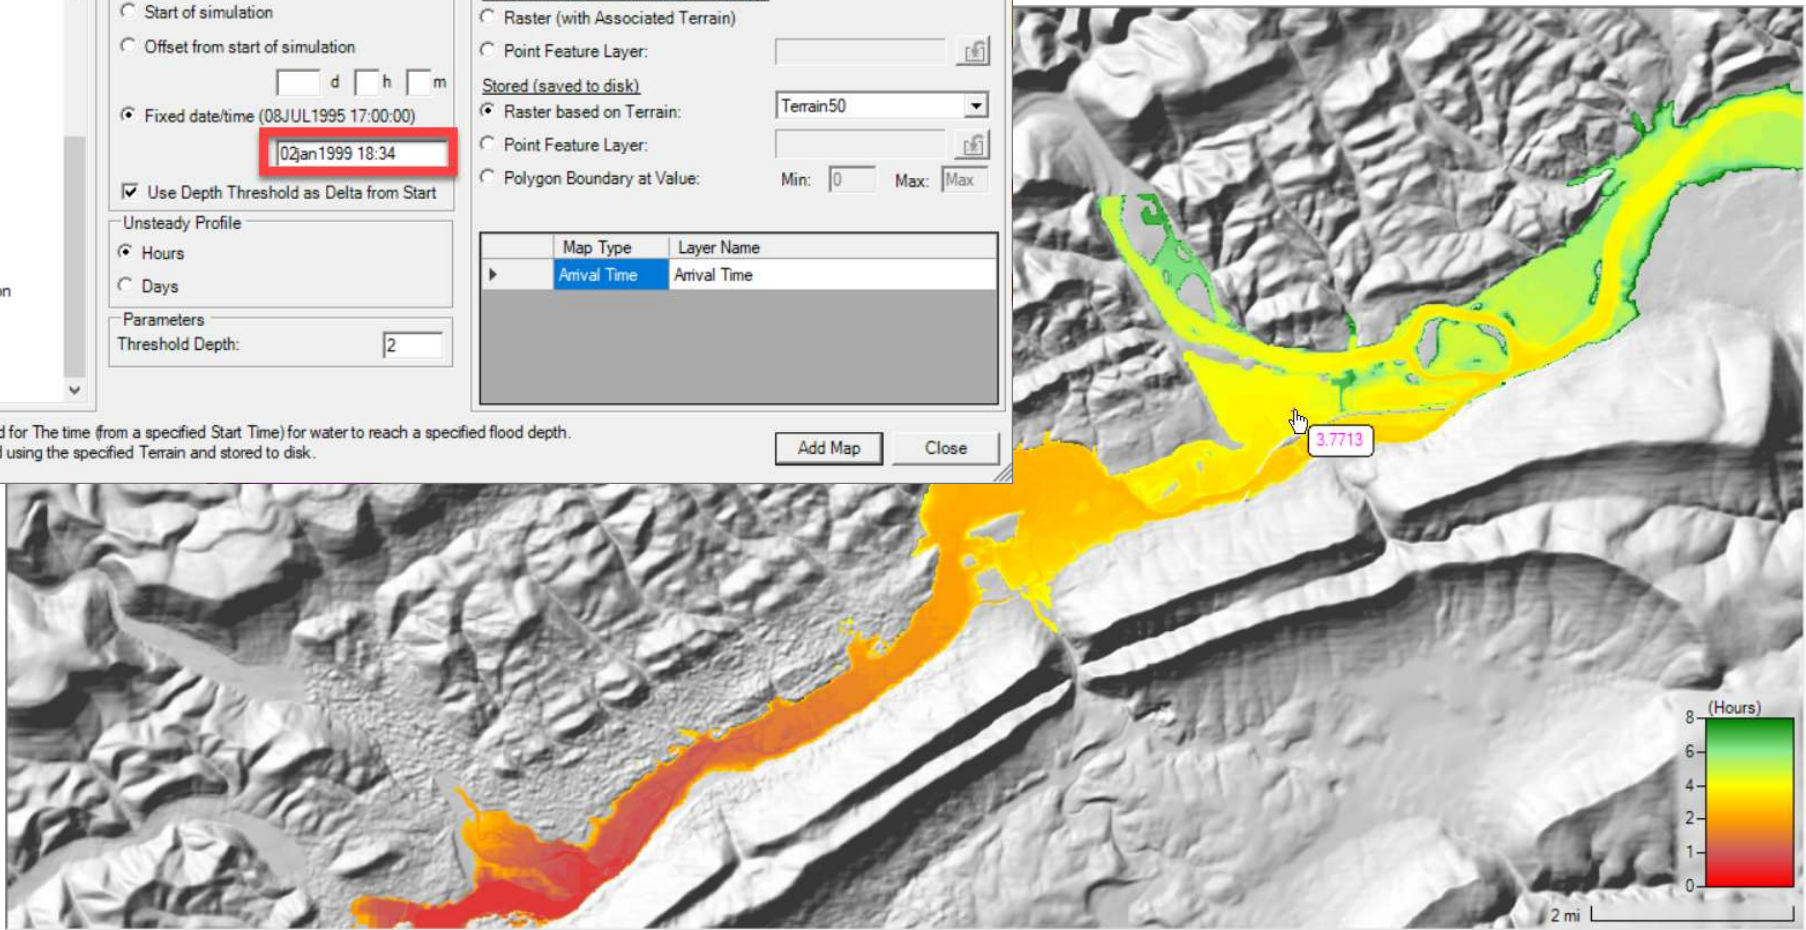 Start of simulation
Offset from start of simulation
d h m
Fixed date/time (08JUL1995 17:00:00)
02jan1999 18:34
Use Depth Threshold as Delta from Start
Unsteady Profile
Hours
Days
Parameters
Threshold Depth: 2
on
Raster (with Associated Terrain)
Point Feature Layer:
Stored (saved to disk)
Raster based on Terrain: Terrain50
Point Feature Layer:
Polygon Boundary at Value: Min: 0 Max: Max
Map Type Layer Name
Arrival Time Arrival Time
d for The time (from a specified Start Time) for water to reach a specified flood depth.
d using the specified Terrain and stored to disk.
Add Map Close
3.7713
(Hours)
8
6
4
2
1
0
2 mi